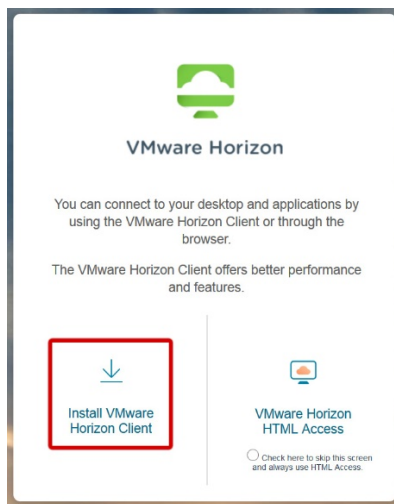 VMware Horizon
You can connect to your desktop and applications by
using the VMware Horizon Client or through the
browser.
The VMware Horizon Client offers better performance
and features.
Install VMware
Horizon Client
VMware Horizon
HTML Access
Check here to skip this screen
and always use HTML Access.